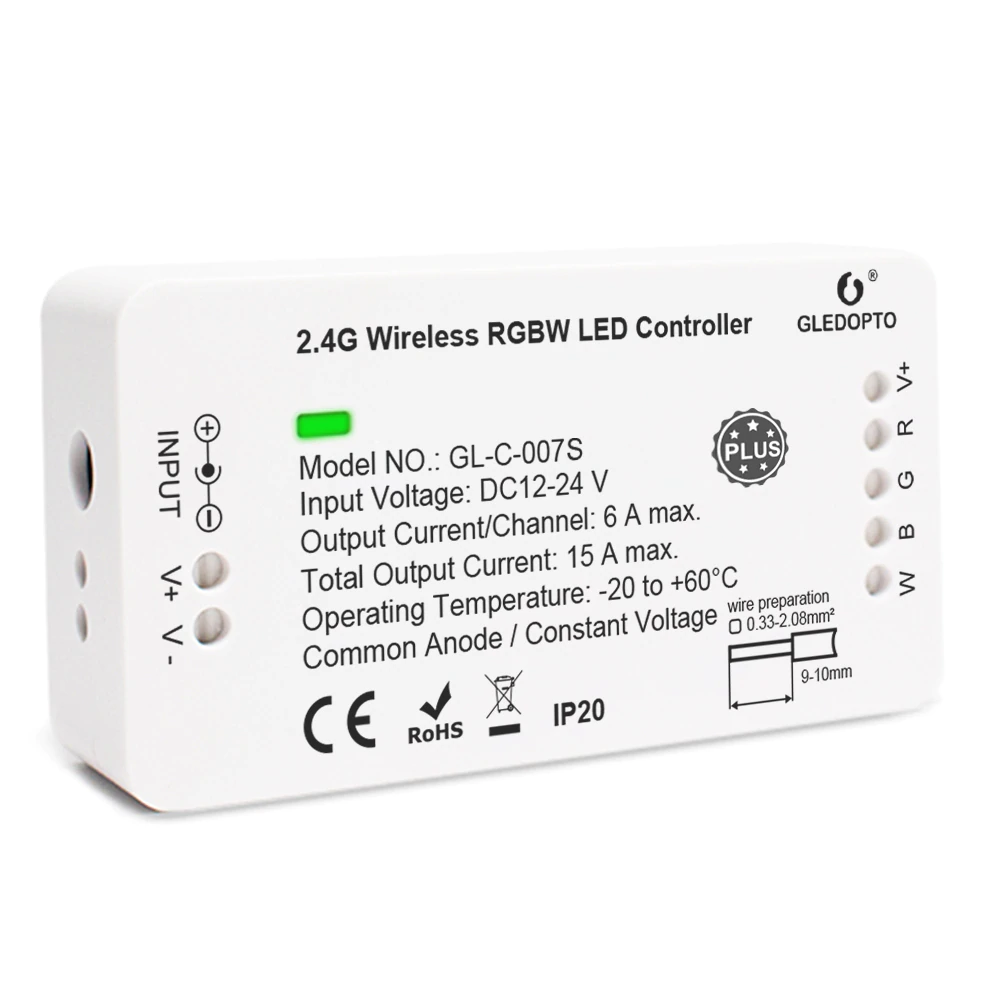 GLEDOPTO
®
2.4G Wireless RGBW LED Controller
INPUT
V+
V -
Model NO.: GL-C-007S
Input Voltage: DC12-24 V
Output Current/Channel: 6 A max.
Total Output Current: 15 A max.
Operating Temperature: -20 to +60°C
Common Anode / Constant Voltage
PLUS
V+
R
G
B
W
wire preparation
0.33-2.08mm²
9-10mm
CE
RoHS
IP20